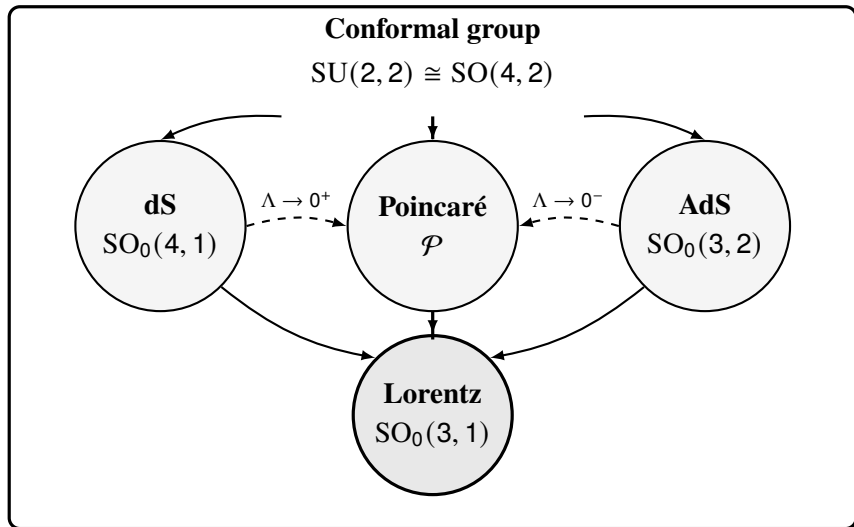 Conformal group
SU(2, 2) ≅ SO(4, 2)
dS
SO₀(4, 1)
Λ → 0⁺
Poincaré
𝒫
Λ → 0⁻
AdS
SO₀(3, 2)
Lorentz
SO₀(3, 1)